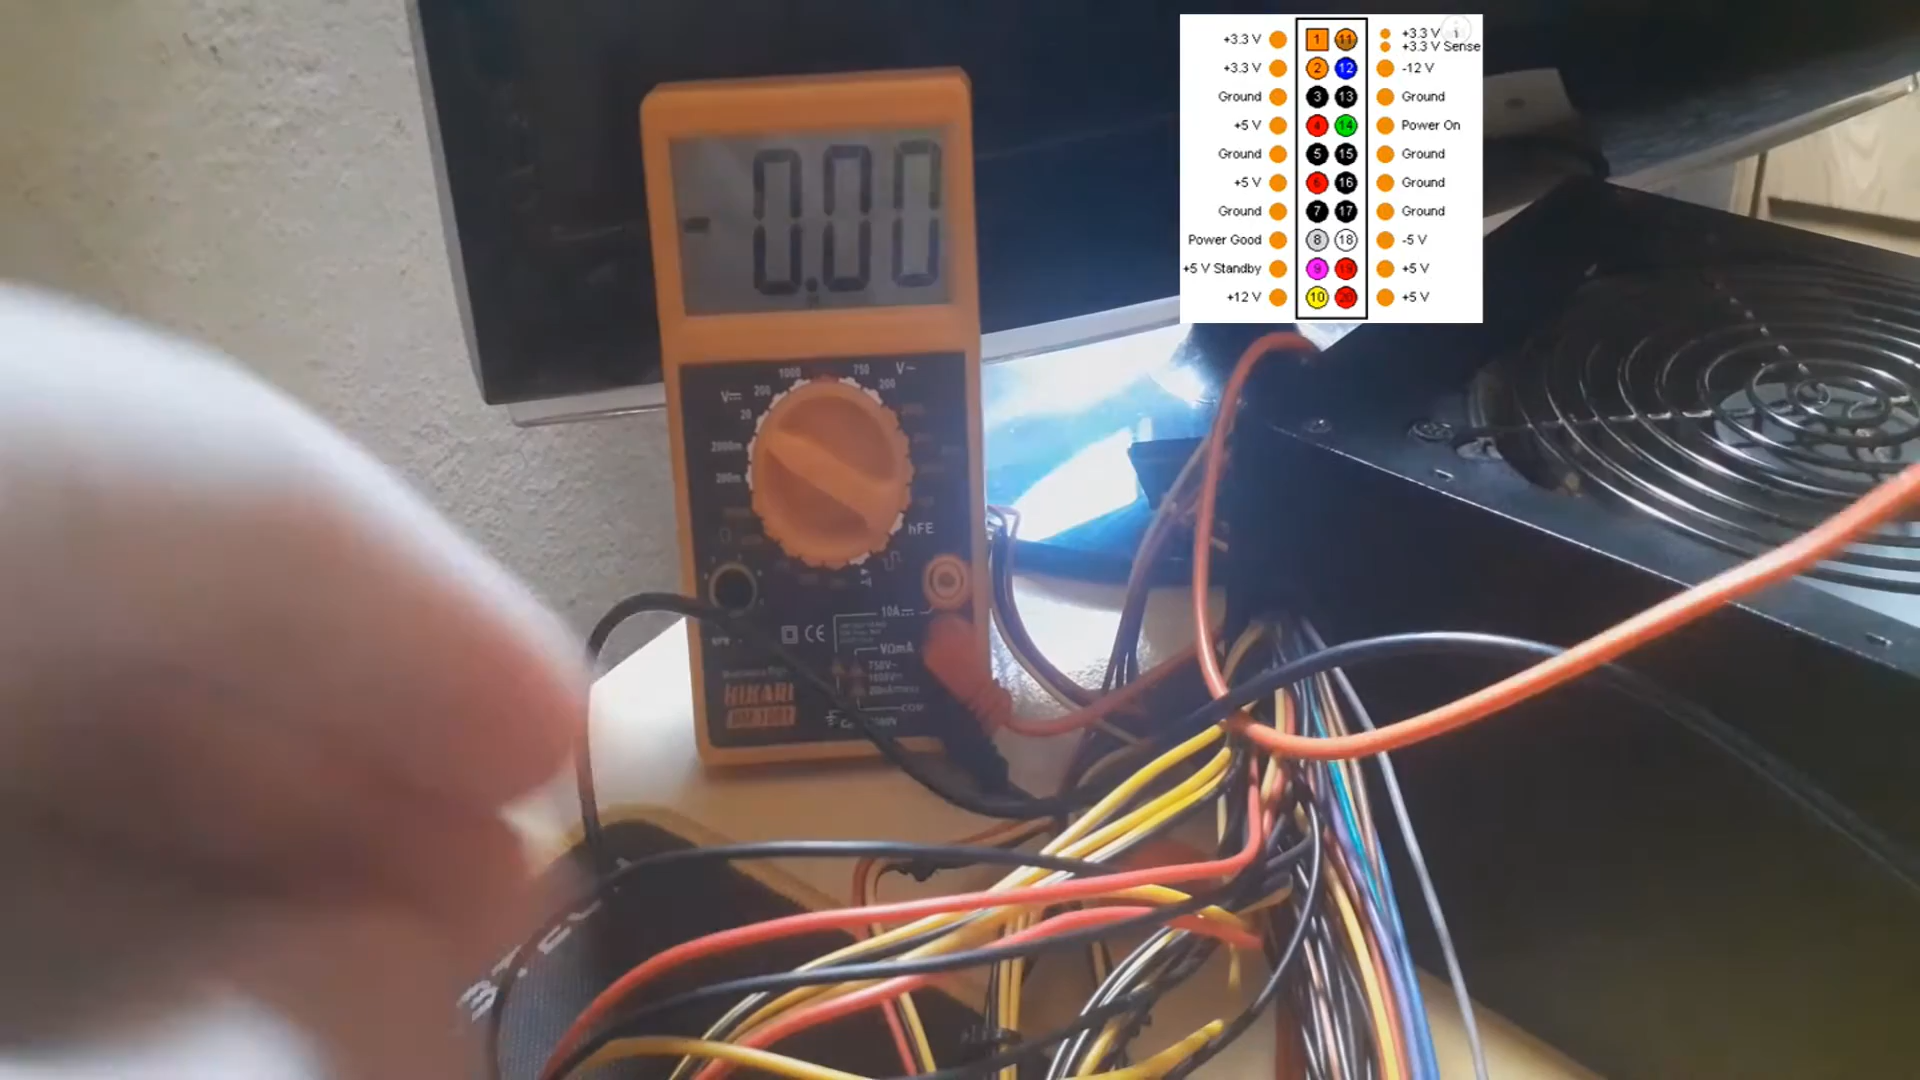 +3.3 V 1 11 +3.3 V i
+3.3 V Sense
+3.3 V 2 12 -12 V
Ground 3 13 Ground
+5 V 4 14 Power On
Ground 5 15 Ground
+5 V 6 16 Ground
Ground 7 17 Ground
Power Good 8 18 -5 V
+5 V Standby 9 19 +5 V
+12 V 10 20 +5 V
0.00
1000 750 V~
V 200 200
20
2000m
200m
hFE
10A
CE
VΩmA
750V~
COM
HIKARI